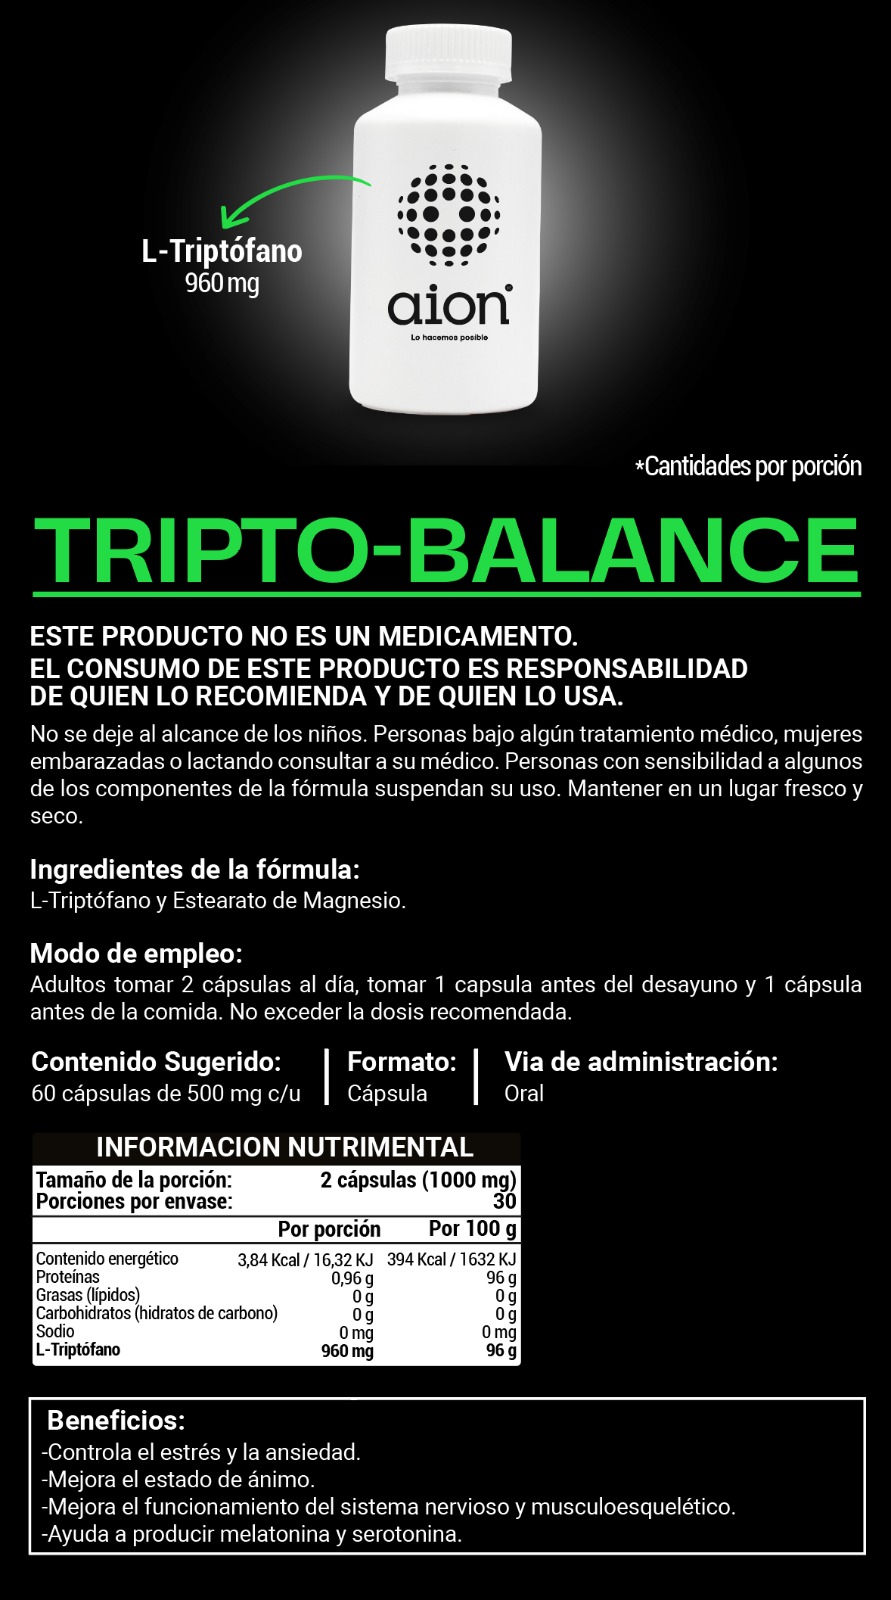 L-Triptófano
960 mg
aion®
Lo hacemos posible
*Cantidades por porción
TRIPTO-BALANCE
ESTE PRODUCTO NO ES UN MEDICAMENTO.
EL CONSUMO DE ESTE PRODUCTO ES RESPONSABILIDAD
DE QUIEN LO RECOMIENDA Y DE QUIEN LO USA.
No se deje al alcance de los niños. Personas bajo algún tratamiento médico, mujeres
embarazadas o lactando consultar a su médico. Personas con sensibilidad a algunos
de los componentes de la fórmula suspendan su uso. Mantener en un lugar fresco y
seco.
Ingredientes de la fórmula:
L-Triptófano y Estearato de Magnesio.
Modo de empleo:
Adultos tomar 2 cápsulas al día, tomar 1 capsula antes del desayuno y 1 cápsula
antes de la comida. No exceder la dosis recomendada.
Contenido Sugerido: Formato: Via de administración:
60 cápsulas de 500 mg c/u Cápsula Oral
INFORMACION NUTRIMENTAL
Tamaño de la porción: 2 cápsulas (1000 mg)
Porciones por envase: 30
Por porción Por 100 g
Contenido energético 3,84 Kcal / 16,32 KJ 394 Kcal / 1632 KJ
Proteínas 0,96 g 96 g
Grasas (lípidos) 0 g 0 g
Carbohidratos (hidratos de carbono) 0 g 0 g
Sodio 0 mg 0 mg
L-Triptófano 960 mg 96 g
Beneficios:
-Controla el estrés y la ansiedad.
-Mejora el estado de ánimo.
-Mejora el funcionamiento del sistema nervioso y musculoesquelético.
-Ayuda a producir melatonina y serotonina.